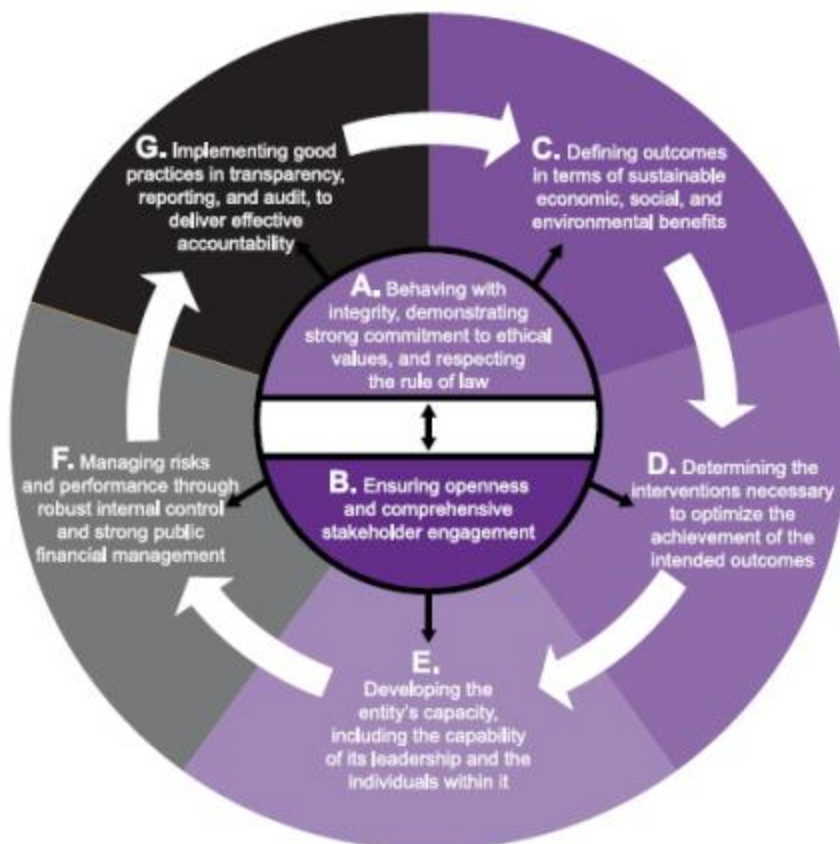 A. Behaving with
integrity, demonstrating
strong commitment to ethical
values, and respecting
the rule of law
B. Ensuring openness
and comprehensive
stakeholder engagement
C. Defining outcomes
in terms of sustainable
economic, social, and
environmental benefits
D. Determining the
interventions necessary
to optimize the
achievement of the
intended outcomes
E.
Developing the
entity's capacity,
including the capability
of its leadership and the
individuals within it
F. Managing risks
and performance through
robust internal control
and strong public
financial management
G. Implementing good
practices in transparency,
reporting, and audit, to
deliver effective
accountability